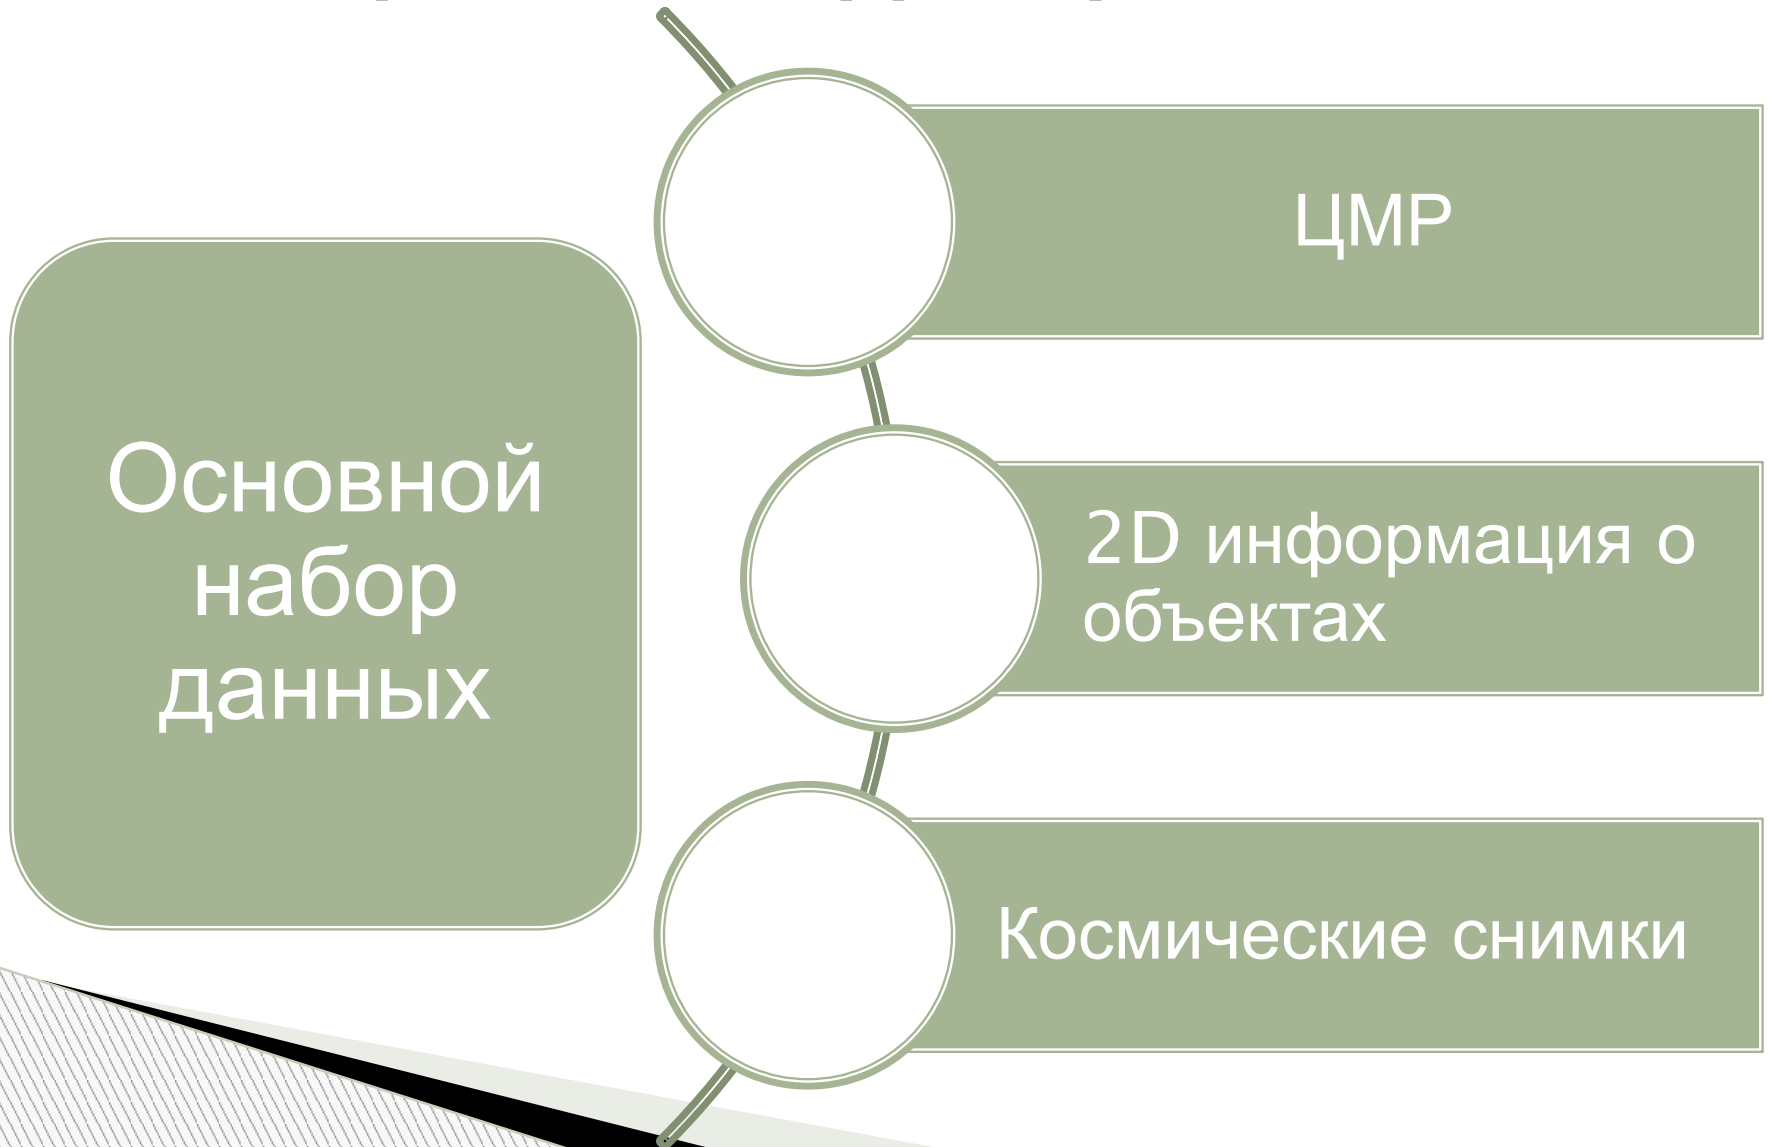 Основной
набор
данных
ЦМР
2D информация о
объектах
Космические снимки